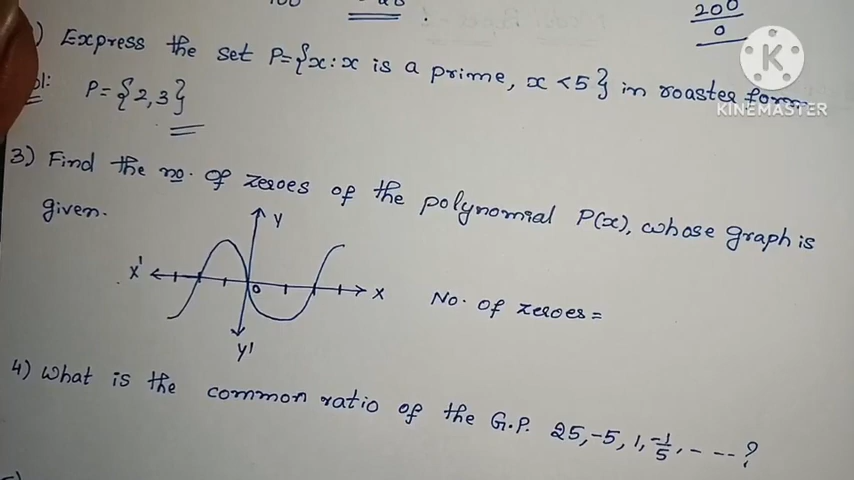 200
0
K
KINEMASTER
) Express the set P={x:x is a prime, x <5} in roaster form
ol: P={2,3}
3) Find the no. of zeroes of the polynomial P(x), whose graph is
given.
Y
X' O X
Y'
No. of zeroes =
4) What is the common ratio of the G.P. 25, -5, 1, -1/5, - - - - ?